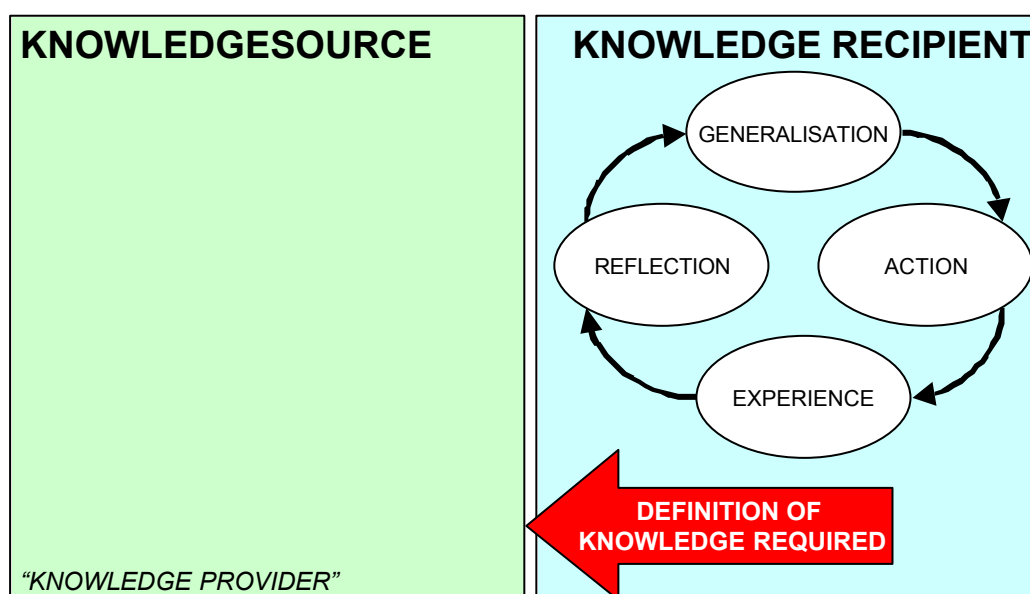 KNOWLEDGESOURCE
KNOWLEDGE RECIPIENT
GENERALISATION
REFLECTION
ACTION
EXPERIENCE
DEFINITION OF
KNOWLEDGE REQUIRED
“KNOWLEDGE PROVIDER”